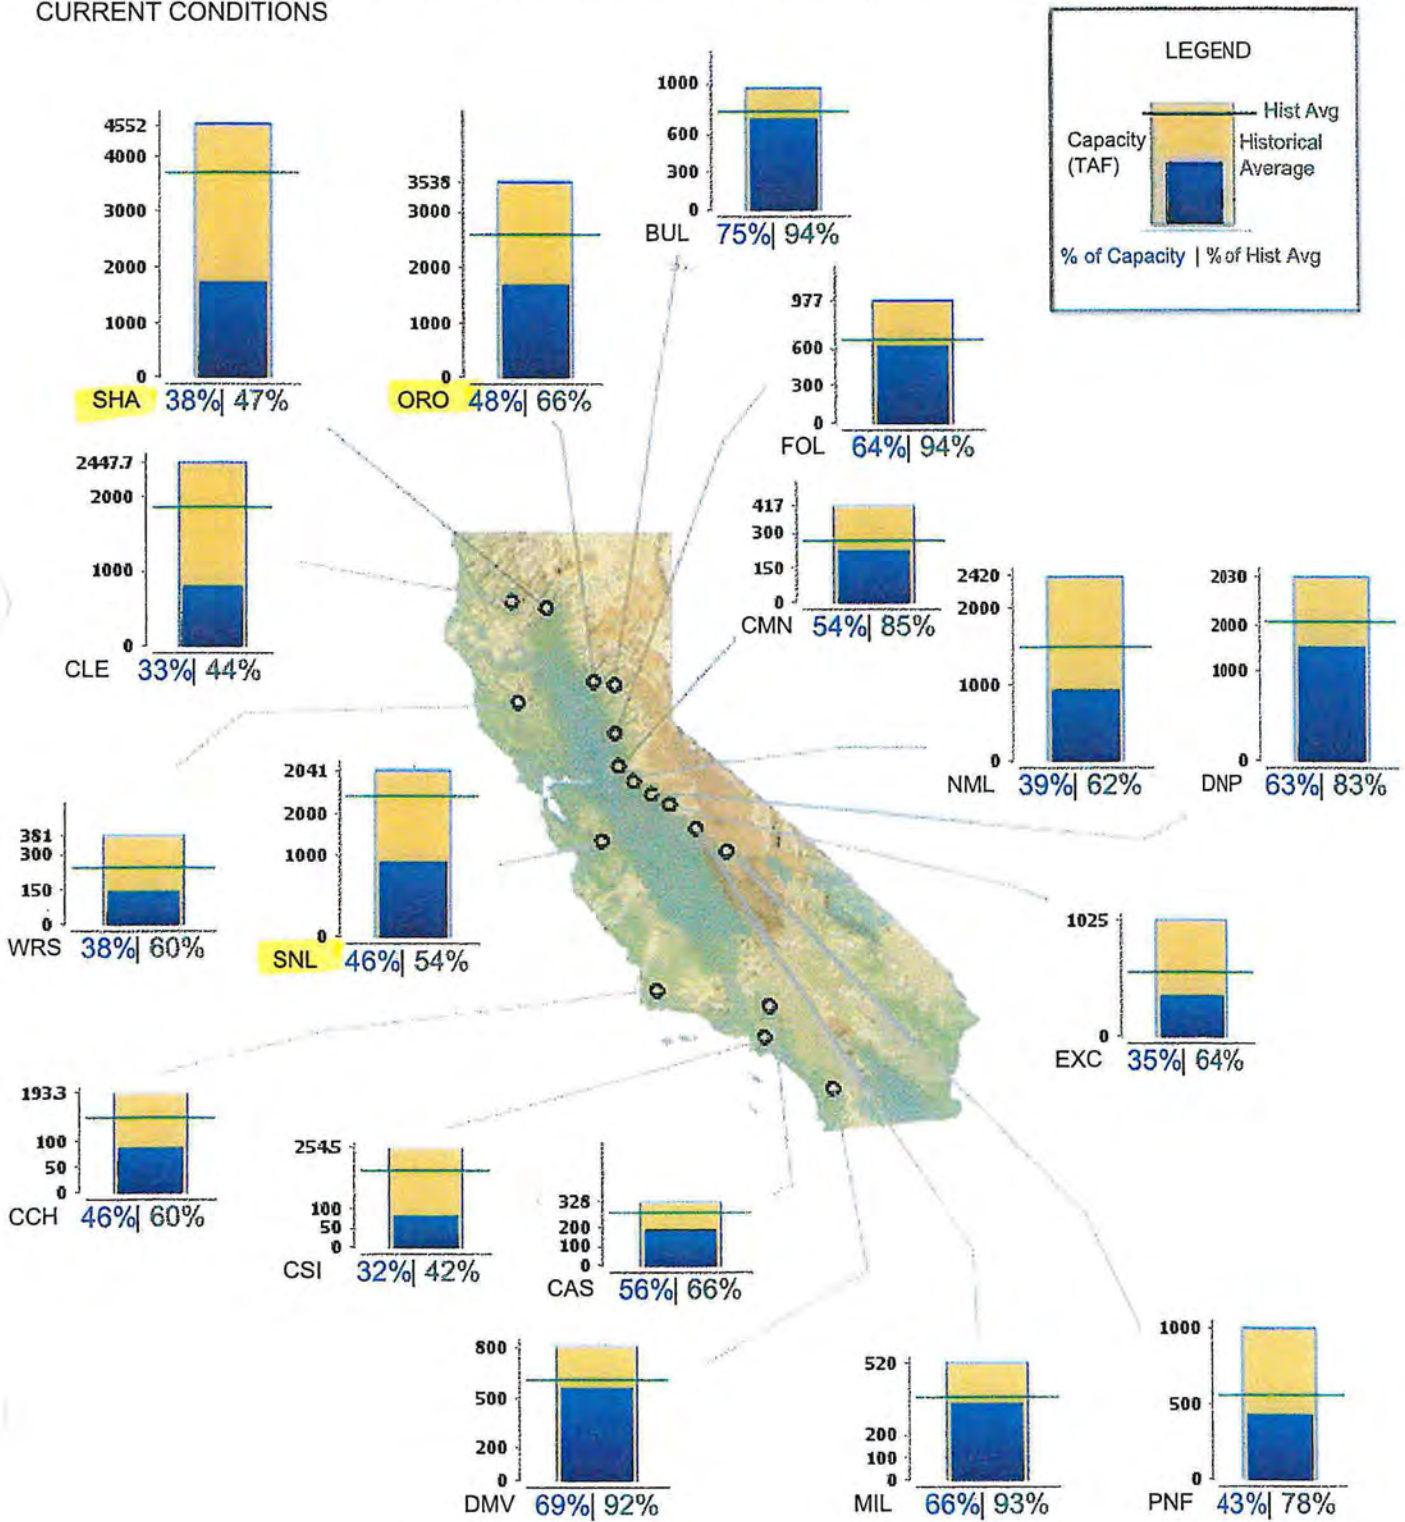 CURRENT CONDITIONS
LEGEND
Hist Avg
Capacity
(TAF)
Historical
Average
% of Capacity | % of Hist Avg
4552
4000
3000
2000
1000
0
SHA 38%| 47%
3538
3000
2000
1000
0
ORO 48%| 66%
1000
600
300
0
BUL 75%| 94%
977
600
300
0
FOL 64%| 94%
2447.7
2000
1000
0
CLE 33%| 44%
417
300
150
0
CMN 54%| 85%
2420
2000
1000
0
NML 39%| 62%
2030
2000
1000
0
DNP 63%| 83%
381
300
150
0
WRS 38%| 60%
2041
2000
1000
0
SNL 46%| 54%
1025
0
EXC 35%| 64%
193.3
100
50
0
CCH 46%| 60%
254.5
100
50
0
CSI 32%| 42%
328
200
100
0
CAS 56%| 66%
800
500
200
0
DMV 69%| 92%
520
200
100
0
MIL 66%| 93%
1000
500
0
PNF 43%| 78%